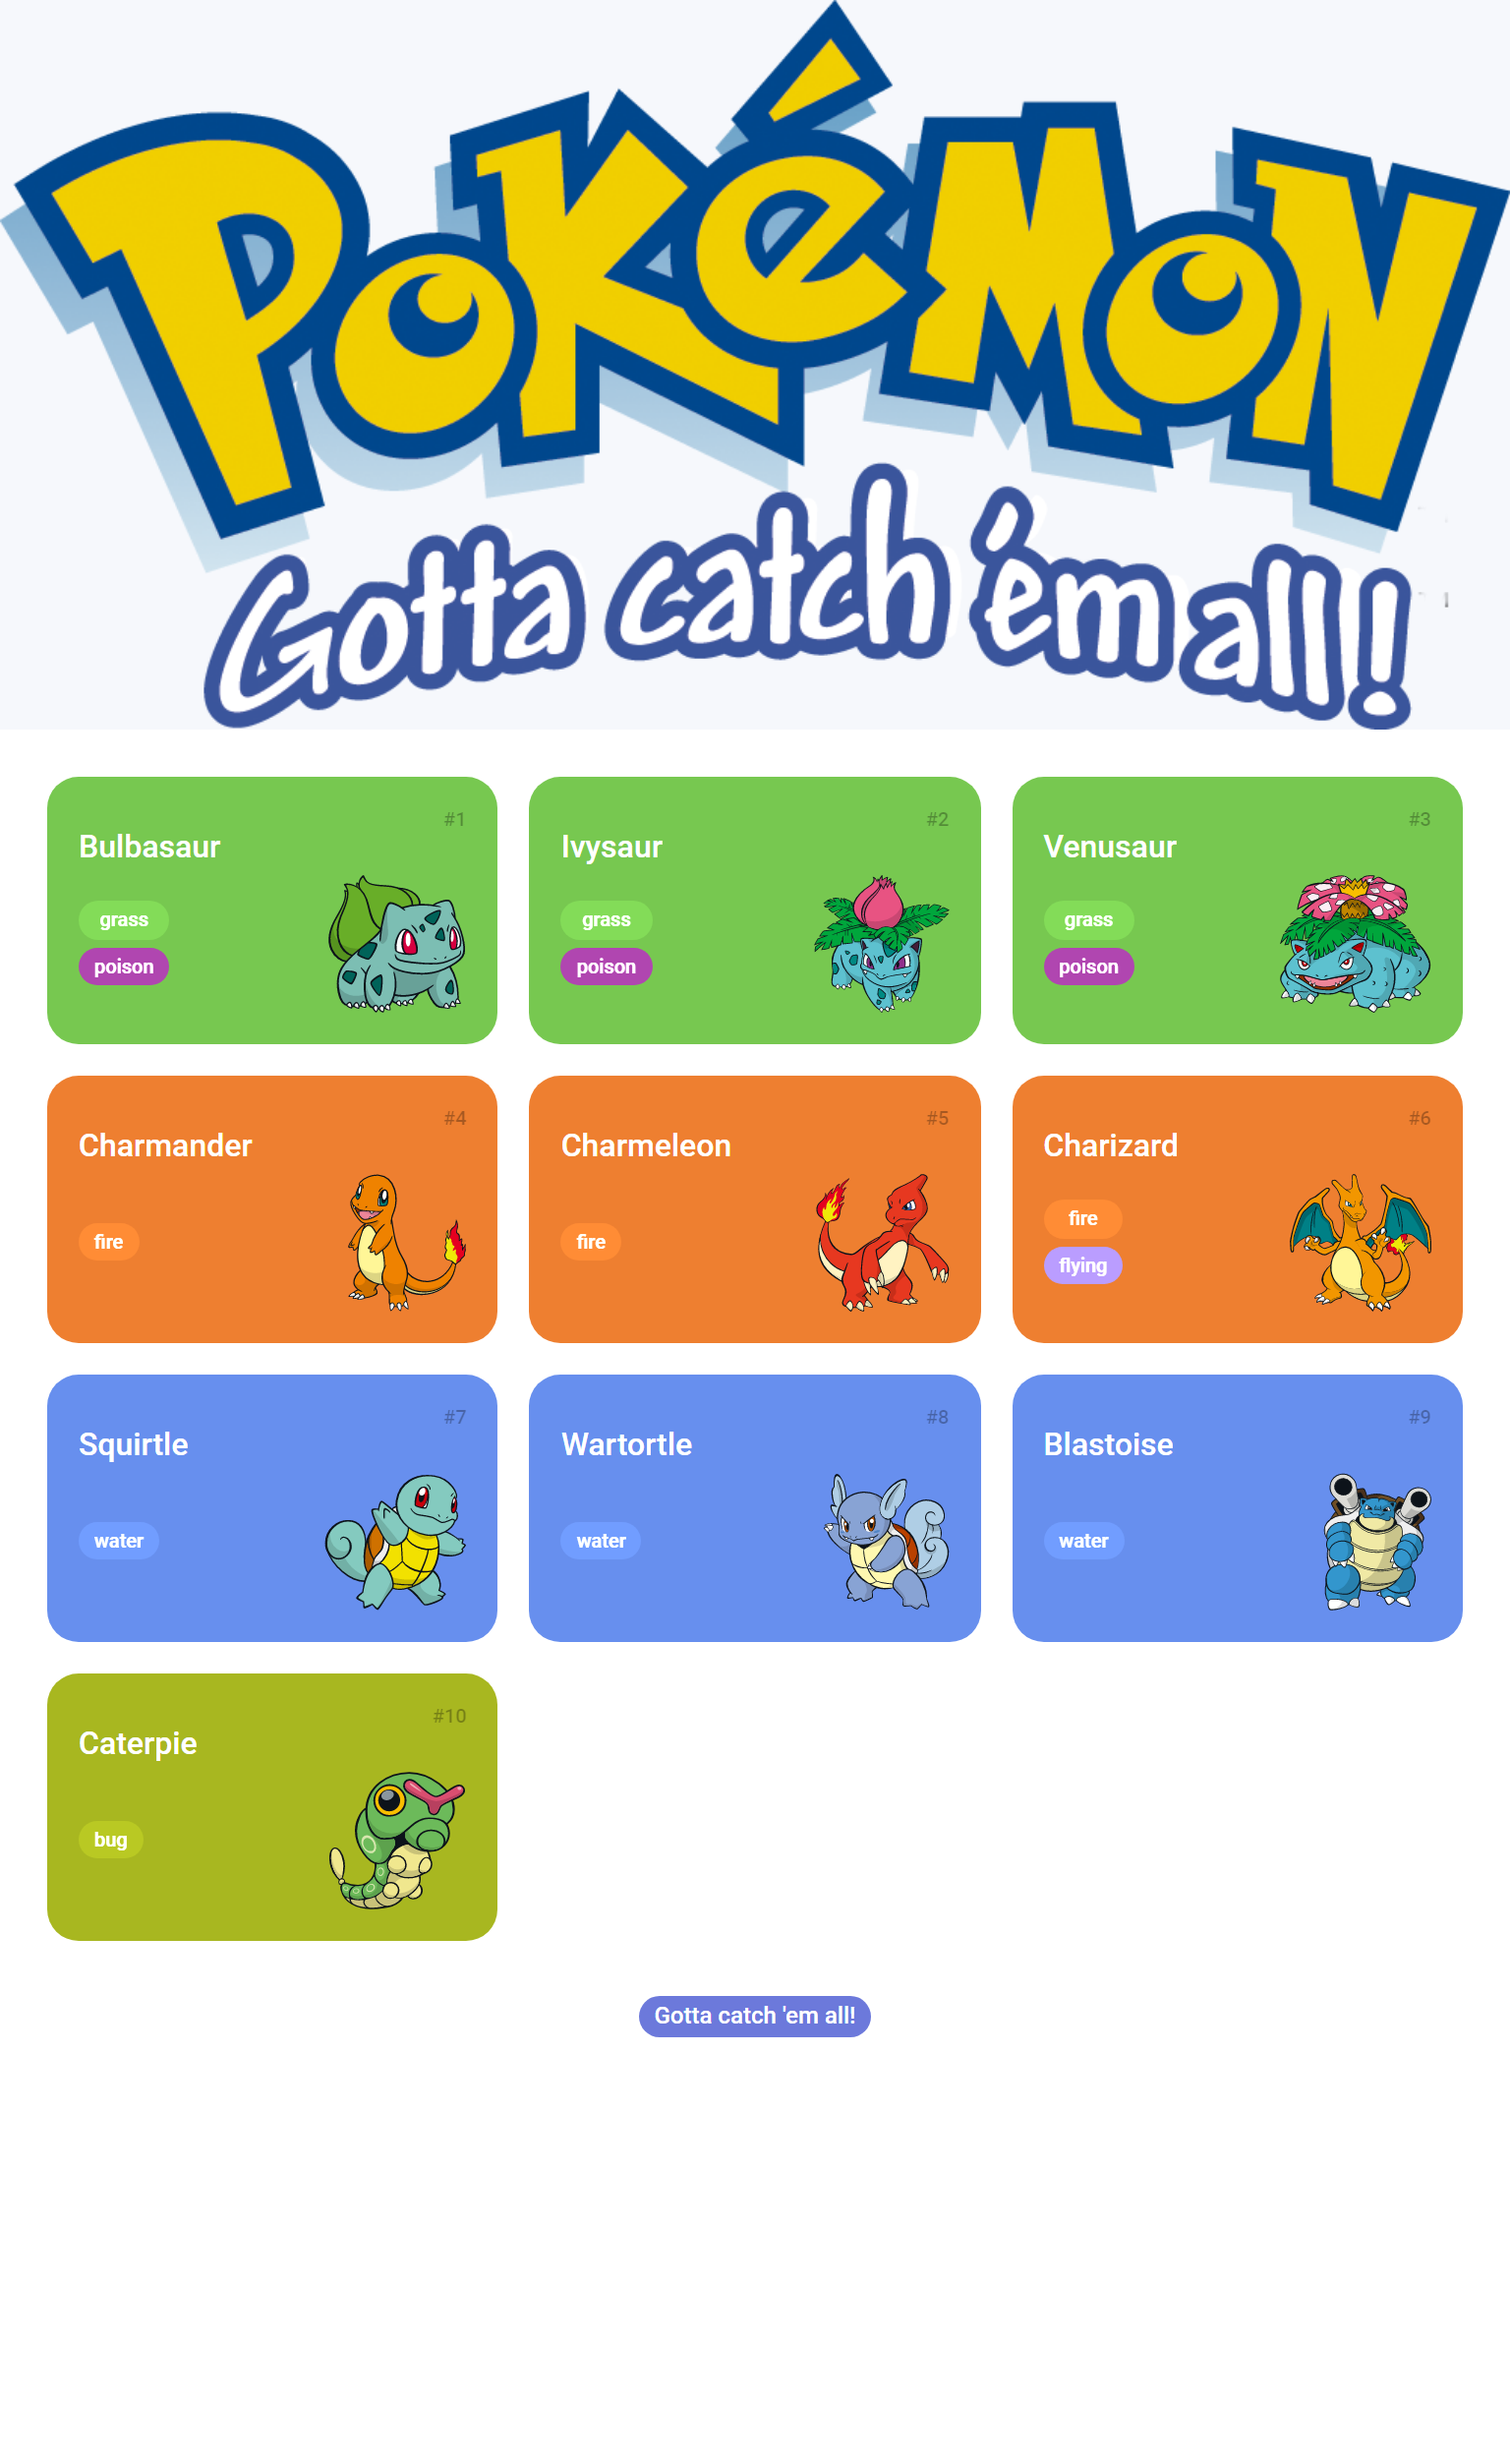 POKéMON
Gotta catch 'em all!
#1
Bulbasaur
grass
poison
#2
Ivysaur
grass
poison
#3
Venusaur
grass
poison
#4
Charmander
fire
#5
Charmeleon
fire
#6
Charizard
fire
flying
#7
Squirtle
water
#8
Wartortle
water
#9
Blastoise
water
#10
Caterpie
bug
Gotta catch 'em all!